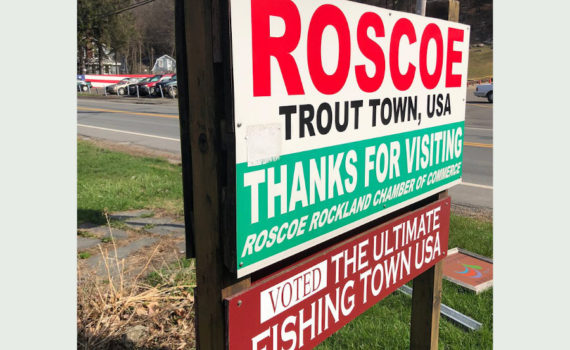 ROSCOE
TROUT TOWN, USA
THANKS FOR VISITING
ROSCOE ROCKLAND CHAMBER OF COMMERCE
VOTED THE ULTIMATE
FISHING TOWN USA